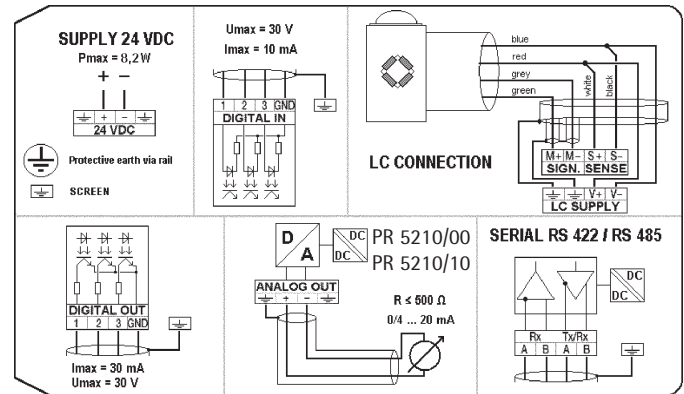 SUPPLY 24 VDC
Pmax = 8,2W
+ −
+ −
24 VDC
Protective earth via rail
SCREEN
Umax = 30 V
Imax = 10 mA
1 2 3 GND
DIGITAL IN
blue
red
grey
green
white
black
LC CONNECTION
M+ M− S+ S−
SIGN. SENSE
V+ V−
LC SUPPLY
DIGITAL OUT
1 2 3 GND
Imax = 30 mA
Umax = 30 V
D
A
DC
DC
PR 5210/00
PR 5210/10
ANALOG OUT
+ −
R ≤ 500 Ω
0/4 ... 20 mA
SERIAL RS 422 / RS 485
DC
DC
Rx Tx/Rx
A B A B